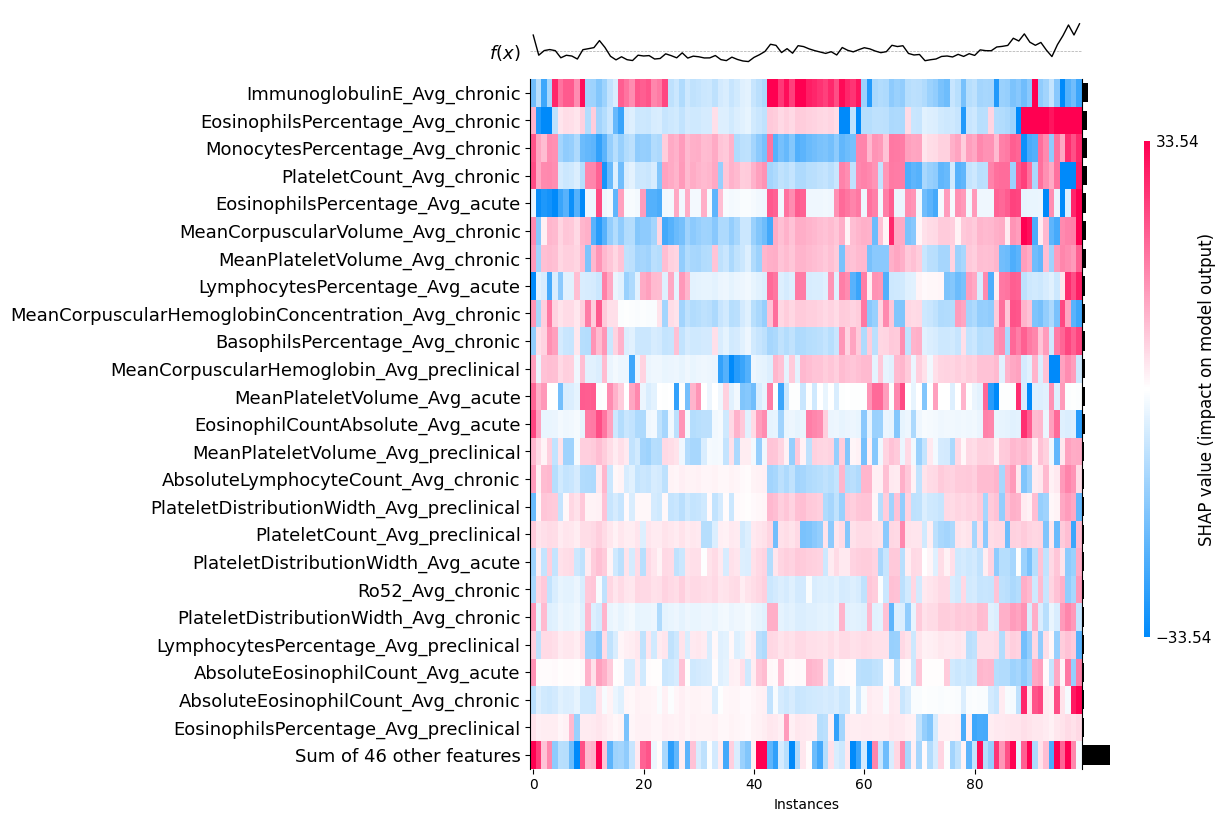 f(x)
ImmunoglobulinE_Avg_chronic
EosinophilsPercentage_Avg_chronic
MonocytesPercentage_Avg_chronic
PlateletCount_Avg_chronic
EosinophilsPercentage_Avg_acute
MeanCorpuscularVolume_Avg_chronic
MeanPlateletVolume_Avg_chronic
LymphocytesPercentage_Avg_acute
MeanCorpuscularHemoglobinConcentration_Avg_chronic
BasophilsPercentage_Avg_chronic
MeanCorpuscularHemoglobin_Avg_preclinical
MeanPlateletVolume_Avg_acute
EosinophilCountAbsolute_Avg_acute
MeanPlateletVolume_Avg_preclinical
AbsoluteLymphocyteCount_Avg_chronic
PlateletDistributionWidth_Avg_preclinical
PlateletCount_Avg_preclinical
PlateletDistributionWidth_Avg_acute
Ro52_Avg_chronic
PlateletDistributionWidth_Avg_chronic
LymphocytesPercentage_Avg_preclinical
AbsoluteEosinophilCount_Avg_acute
AbsoluteEosinophilCount_Avg_chronic
EosinophilsPercentage_Avg_preclinical
Sum of 46 other features
0 20 40 60 80
Instances
33.54
−33.54
SHAP value (impact on model output)